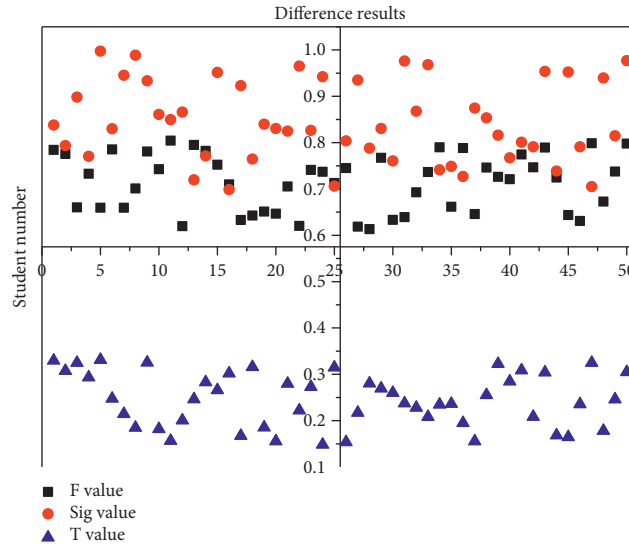 Difference results
1.0
0.9
0.8
0.7
0.6
0 5 10 15 20 25 30 35 40 45 50
0.5
0.4
0.3
0.2
0.1
Student number
F value
Sig value
T value